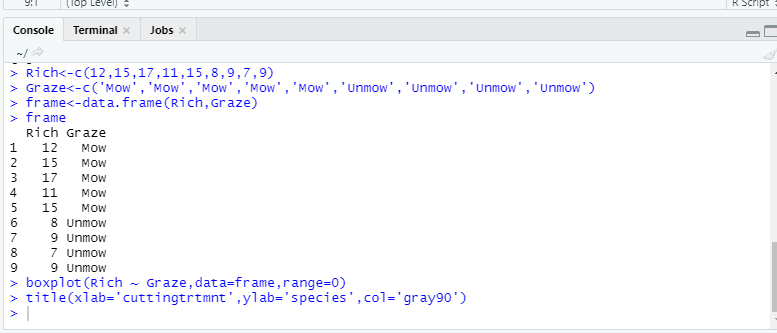 9:1 (Top Level) R Script
Console Terminal Jobs
~/
> Rich<-c(12,15,17,11,15,8,9,7,9)
> Graze<-c('Mow','Mow','Mow','Mow','Mow','Unmow','Unmow','Unmow','Unmow')
> frame<-data.frame(Rich,Graze)
> frame
  Rich Graze
1   12   Mow
2   15   Mow
3   17   Mow
4   11   Mow
5   15   Mow
6    8 Unmow
7    9 Unmow
8    7 Unmow
9    9 Unmow
> boxplot(Rich ~ Graze,data=frame,range=0)
> title(xlab='cuttingtrtmnt',ylab='species',col='gray90')
>